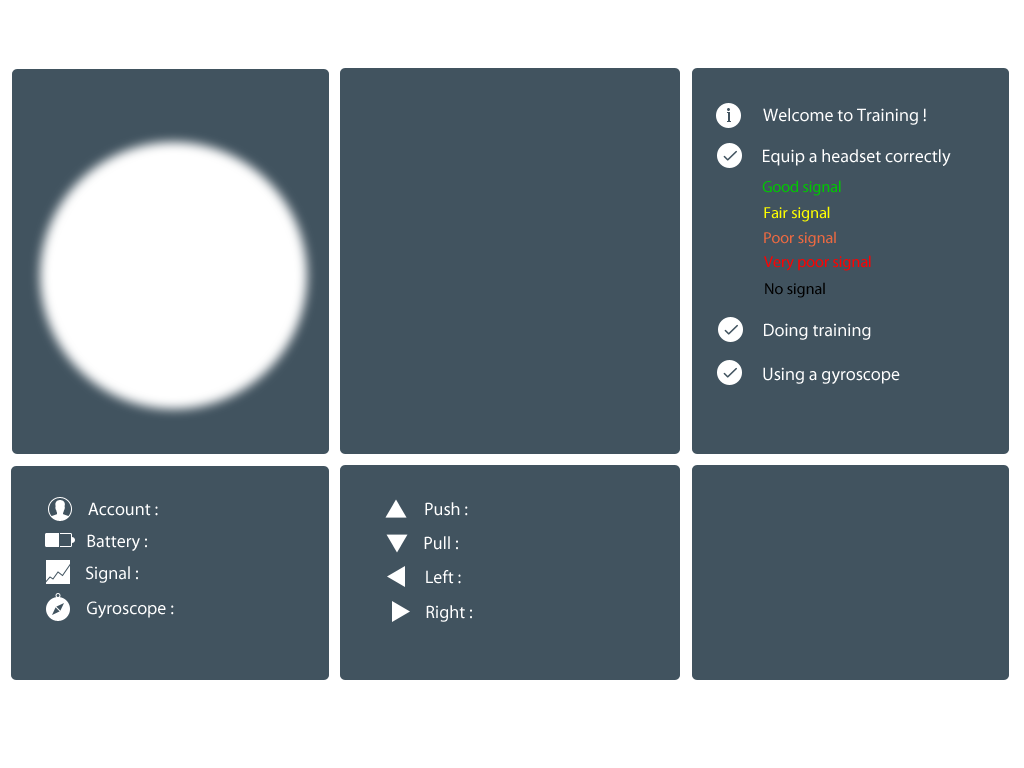 Welcome to Training !
Equip a headset correctly
Good signal
Fair signal
Poor signal
Very poor signal
No signal
Doing training
Using a gyroscope
Account :
Battery :
Signal :
Gyroscope :
Push :
Pull :
Left :
Right :